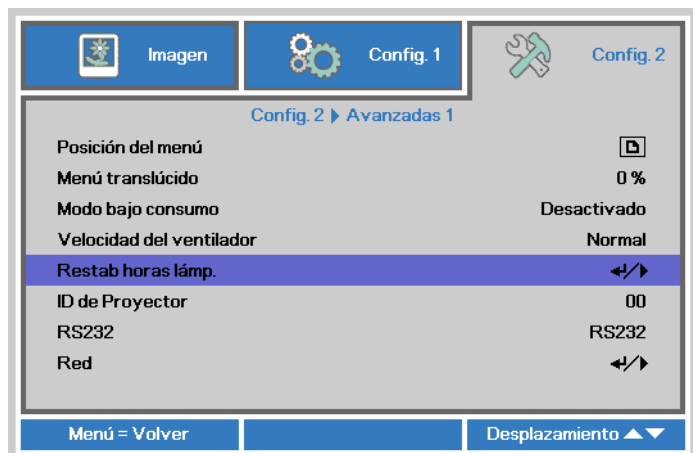 Imagen
Config. 1
Config. 2
Config. 2 Avanzadas 1
Posición del menú
Menú translúcido 0 %
Modo bajo consumo Desactivado
Velocidad del ventilador Normal
Restab horas lámp.
ID de Proyector 00
RS232 RS232
Red
Menú = Volver Desplazamiento